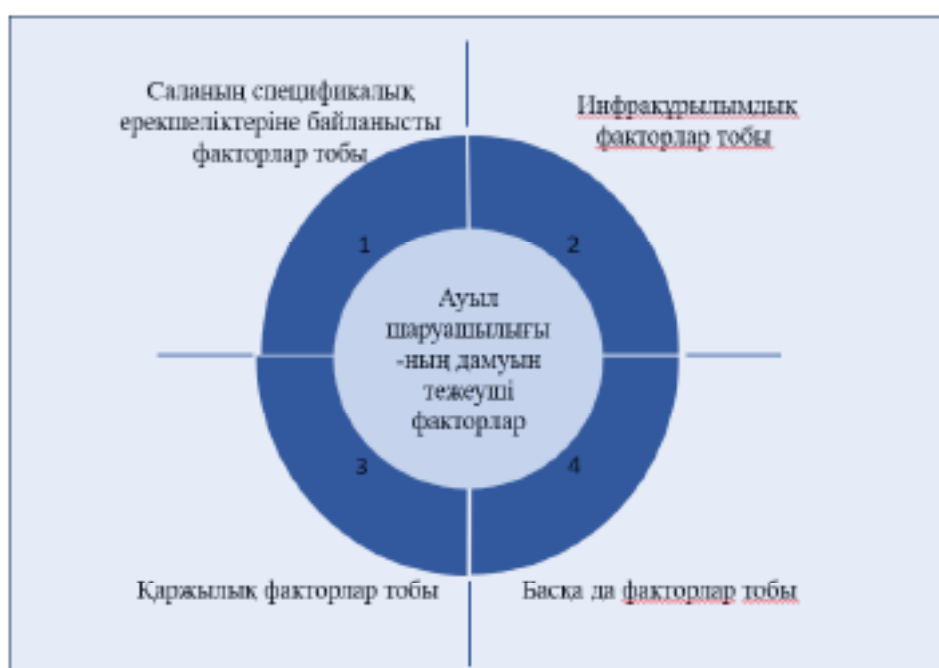 Саланың спецификалық
ерекшеліктеріне байланысты
факторлар тобы
Инфрақұрылымдық
факторлар тобы
1
2
Ауыл
шаруашылығы
-ның дамуын
тежеуші
факторлар
3
4
Қаржылық факторлар тобы
Басқа да факторлар тобы